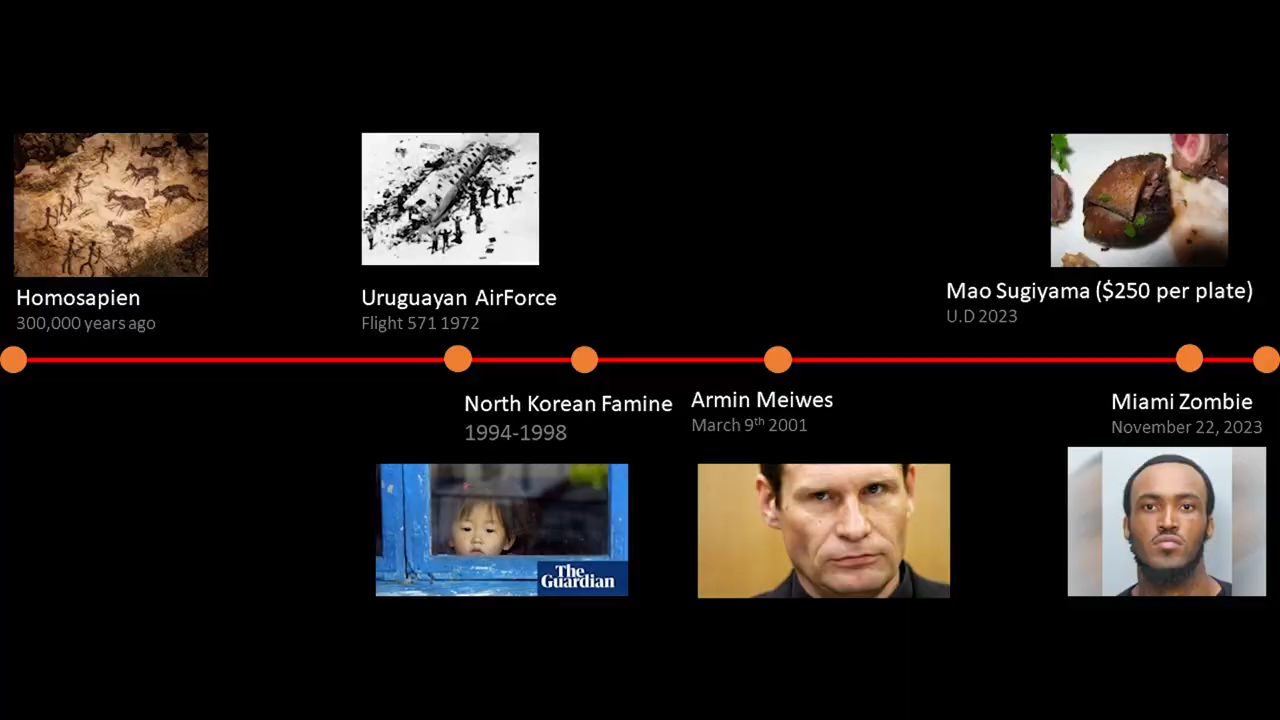 Homosapien
300,000 years ago
Uruguayan AirForce
Flight 571 1972
Mao Sugiyama ($250 per plate)
U.D 2023
North Korean Famine
1994-1998
Armin Meiwes
March 9th 2001
Miami Zombie
November 22, 2023
The
Guardian